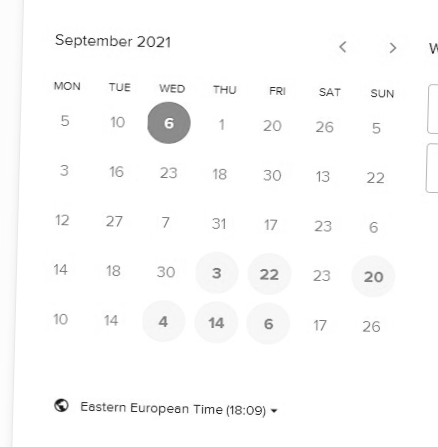 September 2021
W
MON TUE WED THU FRI SAT SUN
5 10 6 1 20 26 5
3 16 23 18 30 13 22
12 27 7 31 17 23 6
14 18 30 3 22 23 20
10 14 4 14 6 17 26
Eastern European Time (18:09)